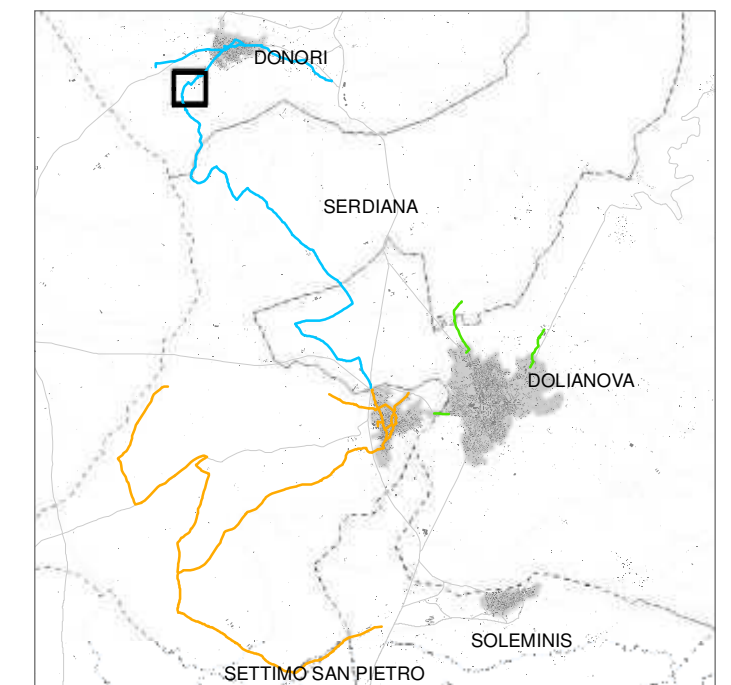 DONORI
SERDIANA
DOLIANOVA
SOLEMINIS
SETTIMO SAN PIETRO